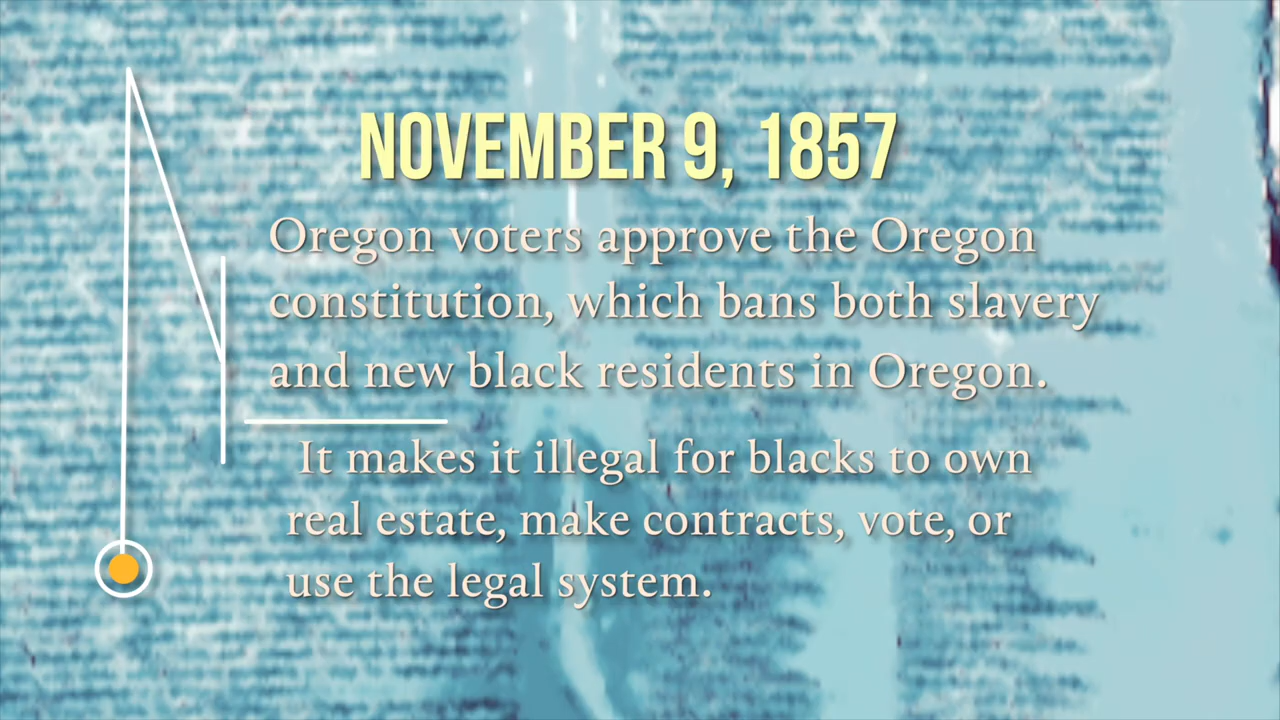 NOVEMBER 9, 1857
Oregon voters approve the Oregon
constitution, which bans both slavery
and new black residents in Oregon.
It makes it illegal for blacks to own
real estate, make contracts, vote, or
use the legal system.